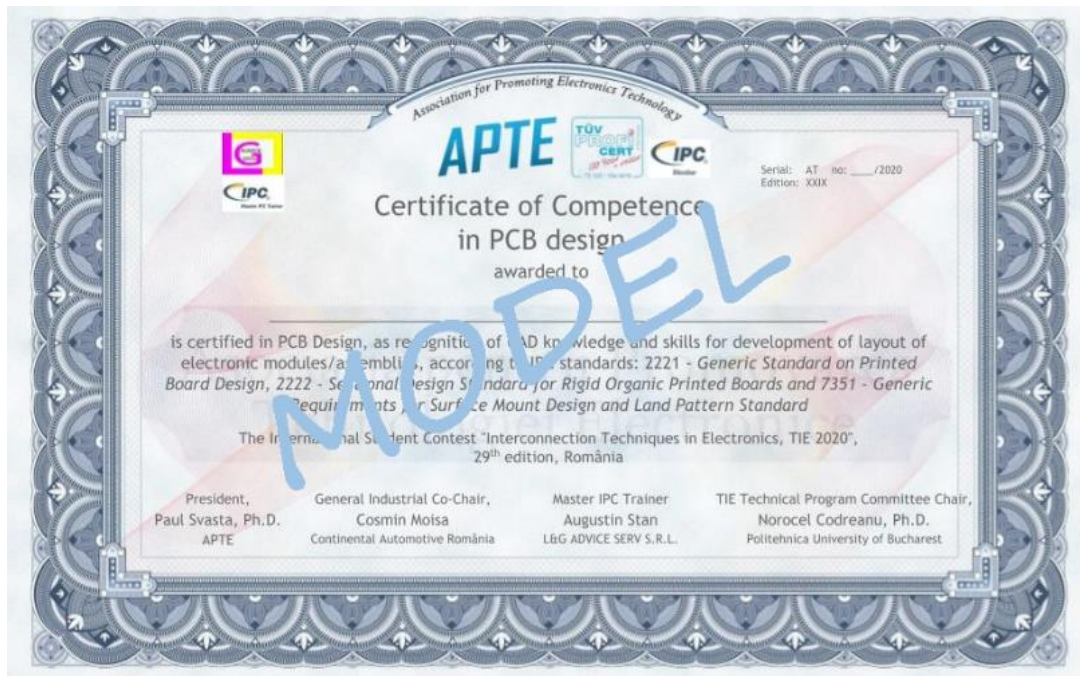 Association for Promoting Electronics Technology
LG
APTE
TÜV
PROFI
CERT
IPC
Member
IPC
Serial: AT no: ____/2020
Edition: XXIX
Certificate of Competence
in PCB design
awarded to
MODEL
is certified in PCB Design, as recognition of CAD knowledge and skills for development of layout of
electronic modules/assemblies, according to IPC standards: 2221 - Generic Standard on Printed
Board Design, 2222 - Sectional Design Standard for Rigid Organic Printed Boards and 7351 - Generic
Requirements for Surface Mount Design and Land Pattern Standard
The International Student Contest "Interconnection Techniques in Electronics, TIE 2020",
29th edition, România
President,
Paul Svasta, Ph.D.
APTE
General Industrial Co-Chair,
Cosmin Moisa
Continental Automotive România
Master IPC Trainer
Augustin Stan
L&G ADVICE SERV S.R.L.
TIE Technical Program Committee Chair,
Norocel Codreanu, Ph.D.
Politehnica University of Bucharest